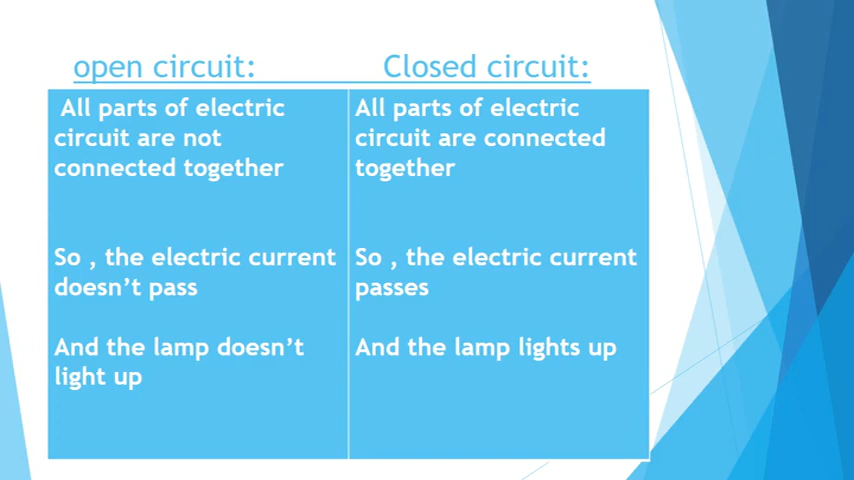 open circuit: Closed circuit:
All parts of electric
circuit are not
connected together
So , the electric current
doesn't pass
And the lamp doesn't
light up
All parts of electric
circuit are connected
together
So , the electric current
passes
And the lamp lights up